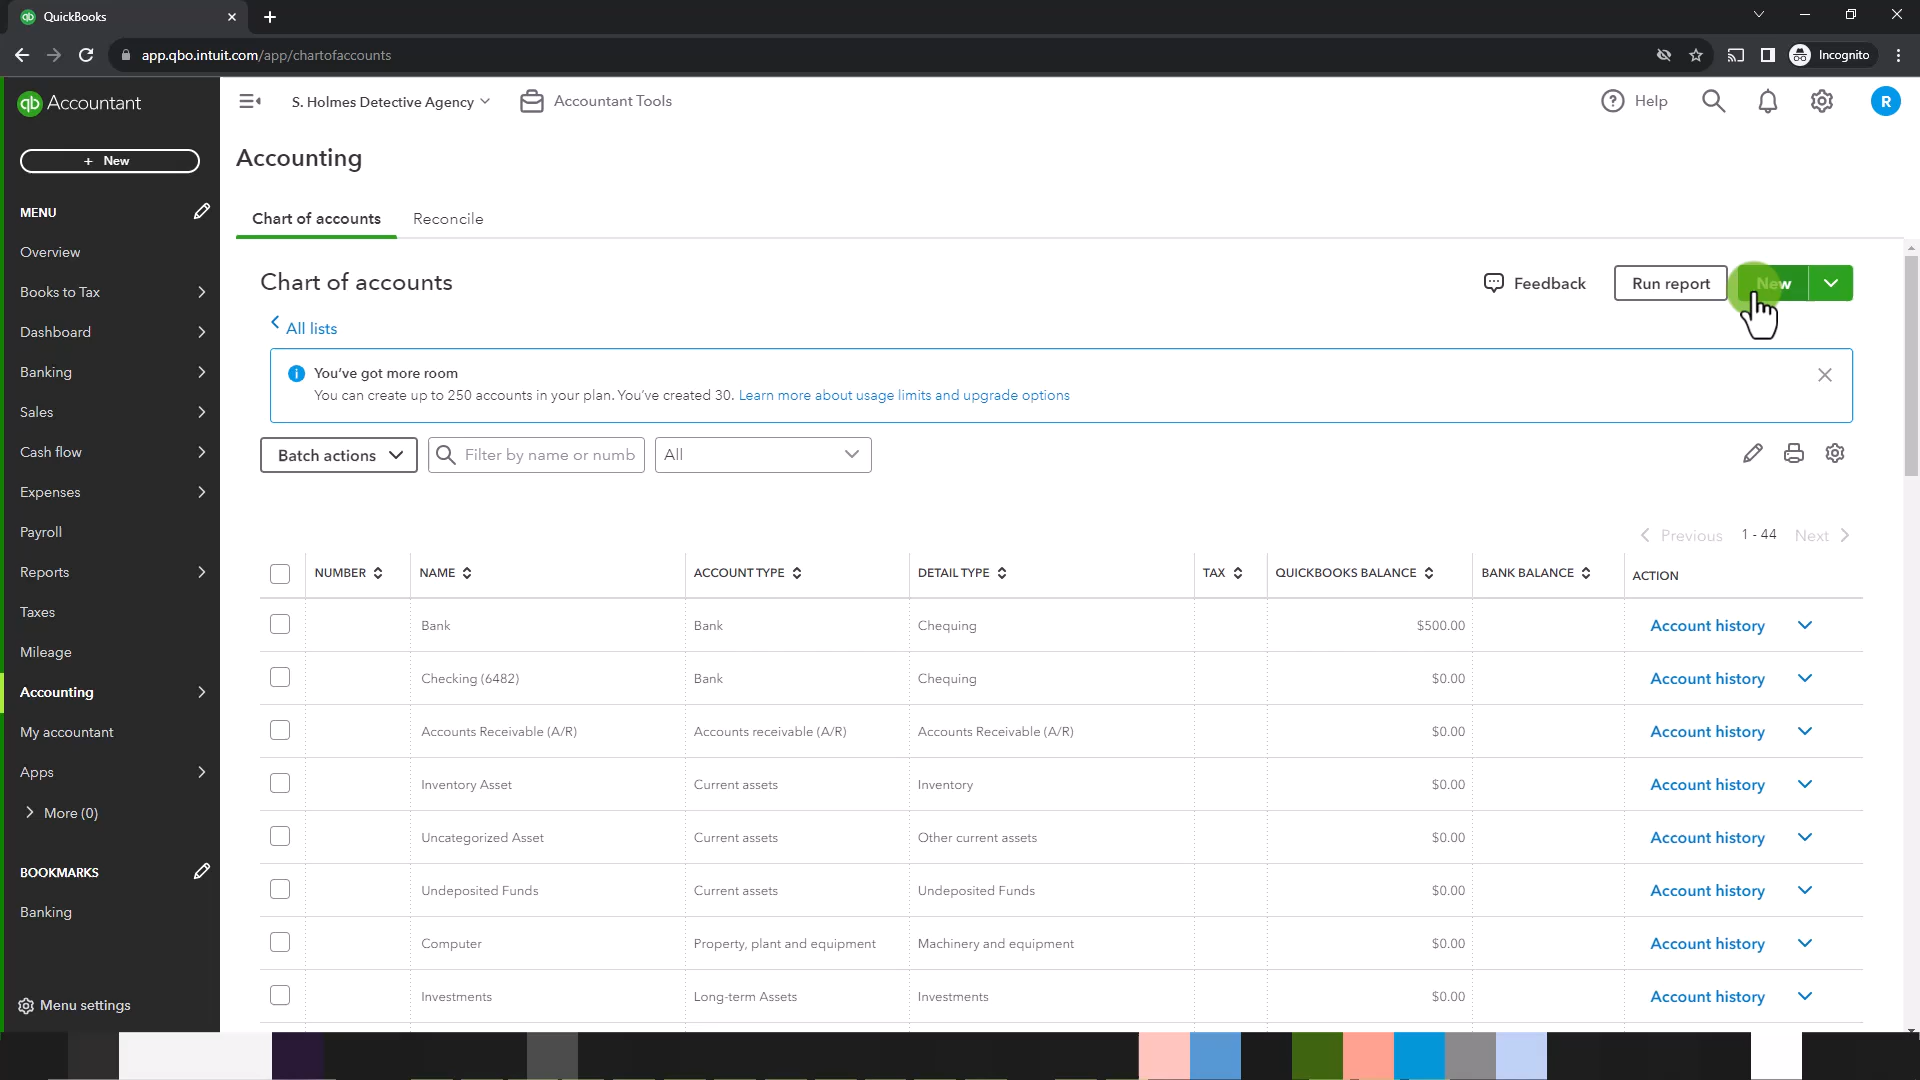 QuickBooks
app.qbo.intuit.com/app/chartofaccounts
Incognito
qb Accountant
S. Holmes Detective Agency
Accountant Tools
Help
R
+ New
Accounting
MENU
Chart of accounts
Reconcile
Overview
Books to Tax
Dashboard
Banking
Sales
Cash flow
Expenses
Payroll
Reports
Taxes
Mileage
Accounting
My accountant
Apps
More (0)
BOOKMARKS
Banking
Menu settings
Chart of accounts
Feedback
Run report
New
All lists
You've got more room
You can create up to 250 accounts in your plan. You've created 30. Learn more about usage limits and upgrade options
Batch actions
Filter by name or numb
All
Previous 1 - 44 Next
NUMBER NAME ACCOUNT TYPE DETAIL TYPE TAX QUICKBOOKS BALANCE BANK BALANCE ACTION
Bank Bank Chequing $500.00 Account history
Checking (6482) Bank Chequing $0.00 Account history
Accounts Receivable (A/R) Accounts receivable (A/R) Accounts Receivable (A/R) $0.00 Account history
Inventory Asset Current assets Inventory $0.00 Account history
Uncategorized Asset Current assets Other current assets $0.00 Account history
Undeposited Funds Current assets Undeposited Funds $0.00 Account history
Computer Property, plant and equipment Machinery and equipment $0.00 Account history
Investments Long-term Assets Investments $0.00 Account history